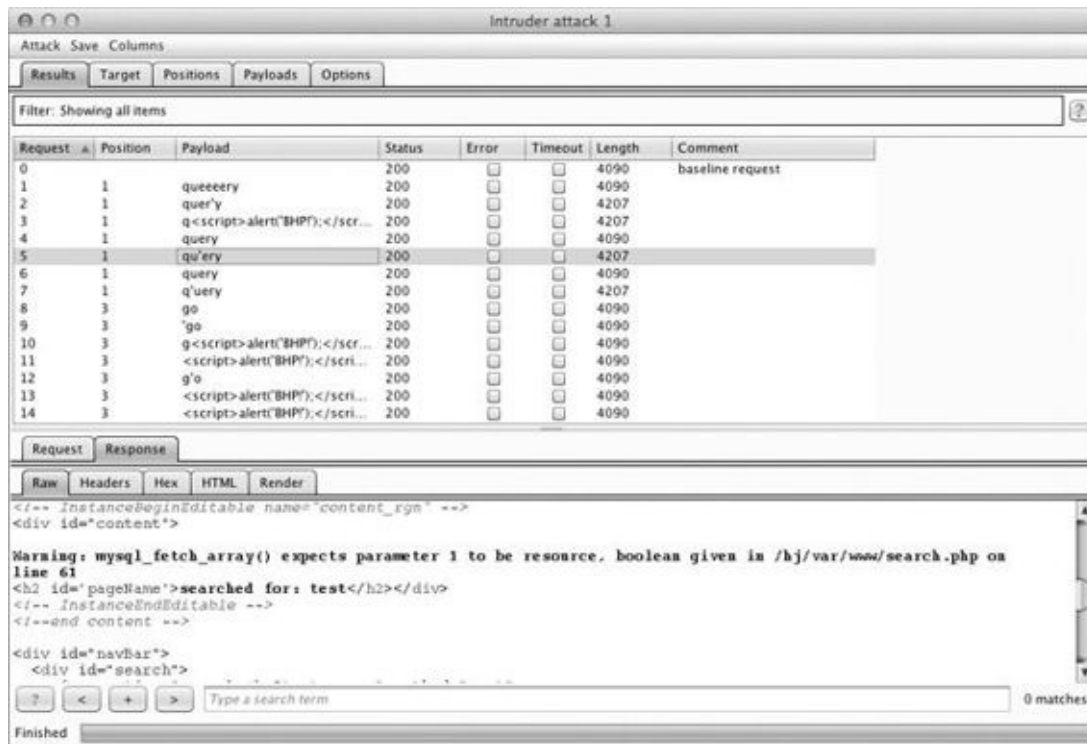 Intruder attack 1
Attack Save Columns
Results Target Positions Payloads Options
Filter: Showing all items
?
Request Position Payload Status Error Timeout Length Comment
0 200 4090 baseline request
1 1 queeeery 200 4090
2 1 quer'y 200 4207
3 1 q<script>alert('BHP!');</scr... 200 4207
4 1 query 200 4090
5 1 qu'ery 200 4207
6 1 query 200 4090
7 1 q'uery 200 4207
8 3 go 200 4090
9 3 'go 200 4090
10 3 g<script>alert('BHP!');</scr... 200 4090
11 3 <script>alert('BHP!');</scri... 200 4090
12 3 g'o 200 4090
13 3 <script>alert('BHP!');</scri... 200 4090
14 3 <script>alert('BHP!');</scri... 200 4090
Request Response
Raw Headers Hex HTML Render
<!-- InstanceBeginEditable name="content_rgn" -->
<div id="content">
Warning: mysql_fetch_array() expects parameter 1 to be resource, boolean given in /hj/var/www/search.php on
line 61
<h2 id='pageName'>searched for: test</h2></div>
<!-- InstanceEndEditable -->
<!--end content -->
<div id="navBar">
<div id="search">
? < + > Type a search term 0 matches
Finished